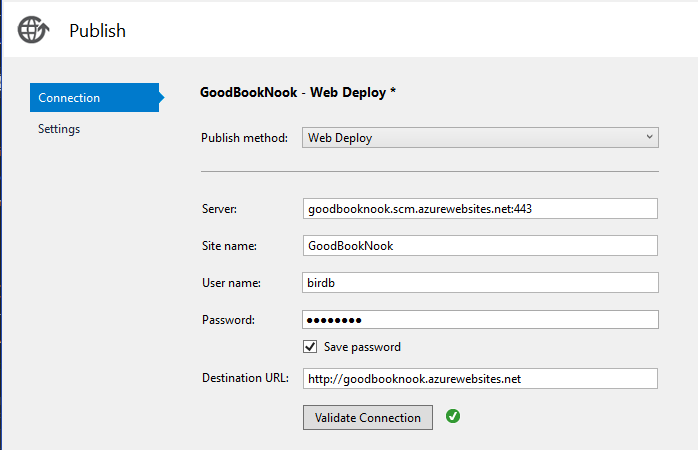 Publish
Connection
Settings
GoodBookNook - Web Deploy *
Publish method: Web Deploy
Server: goodbooknook.scm.azurewebsites.net:443
Site name: GoodBookNook
User name: birdb
Password: ●●●●●●●●
Save password
Destination URL: http://goodbooknook.azurewebsites.net
Validate Connection